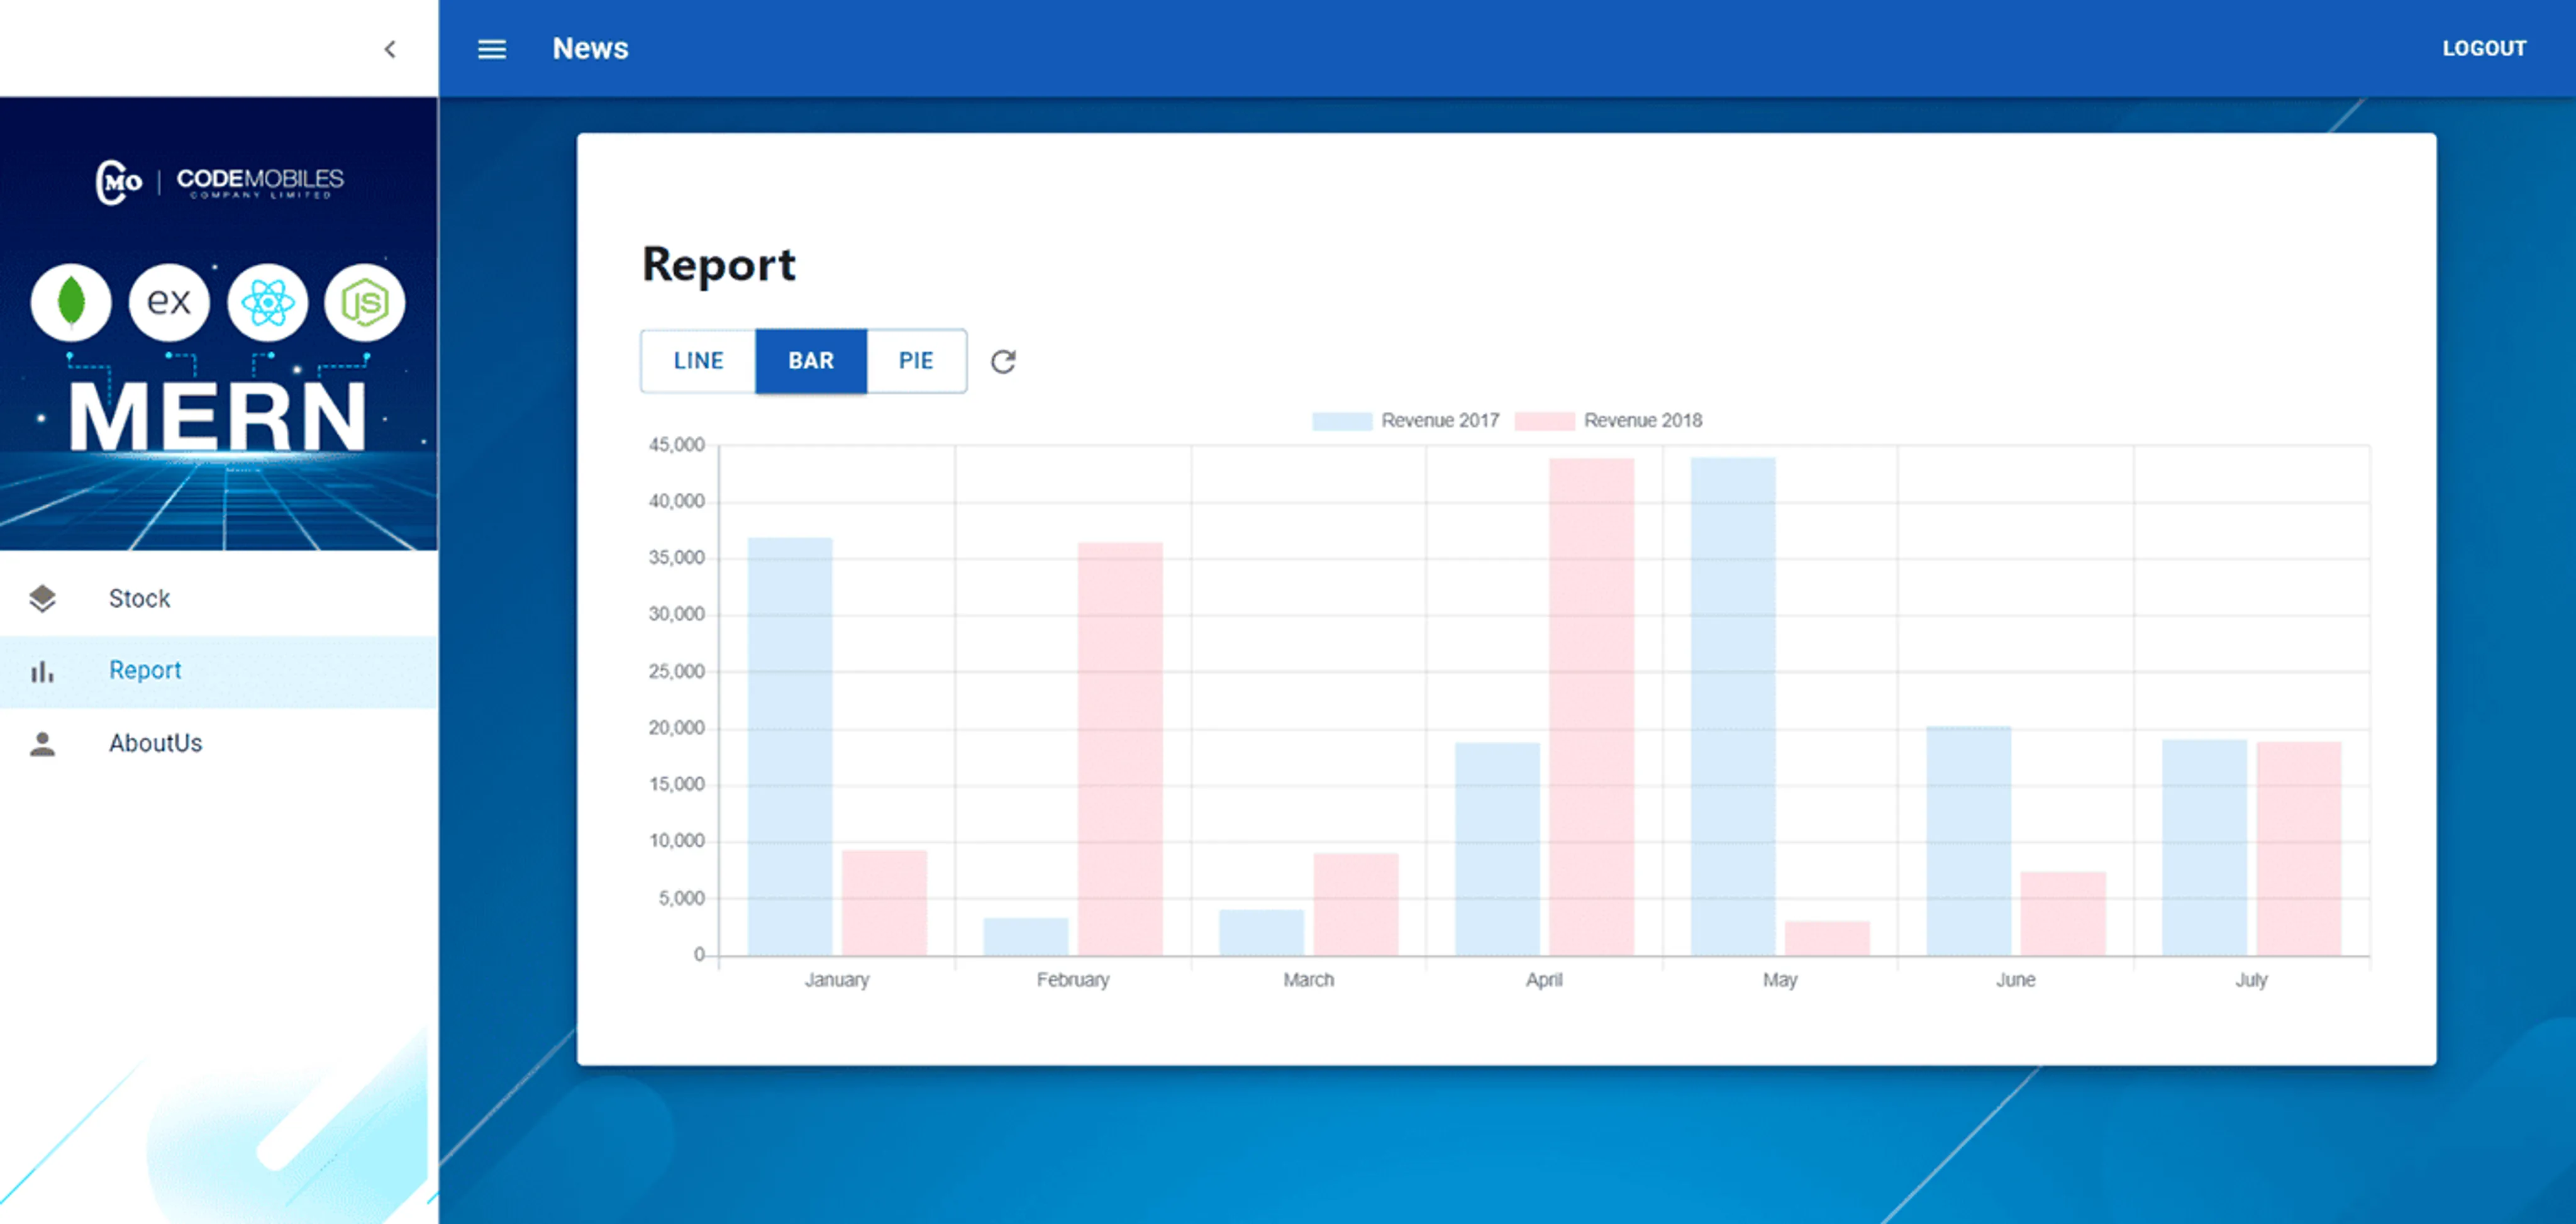 News
LOGOUT
CMO | CODEMOBILES
COMPANY LIMITED
ex
JS
MERN
Stock
Report
AboutUs
Report
LINE BAR PIE
Revenue 2017 Revenue 2018
45,000
40,000
35,000
30,000
25,000
20,000
15,000
10,000
5,000
0
January February March April May June July